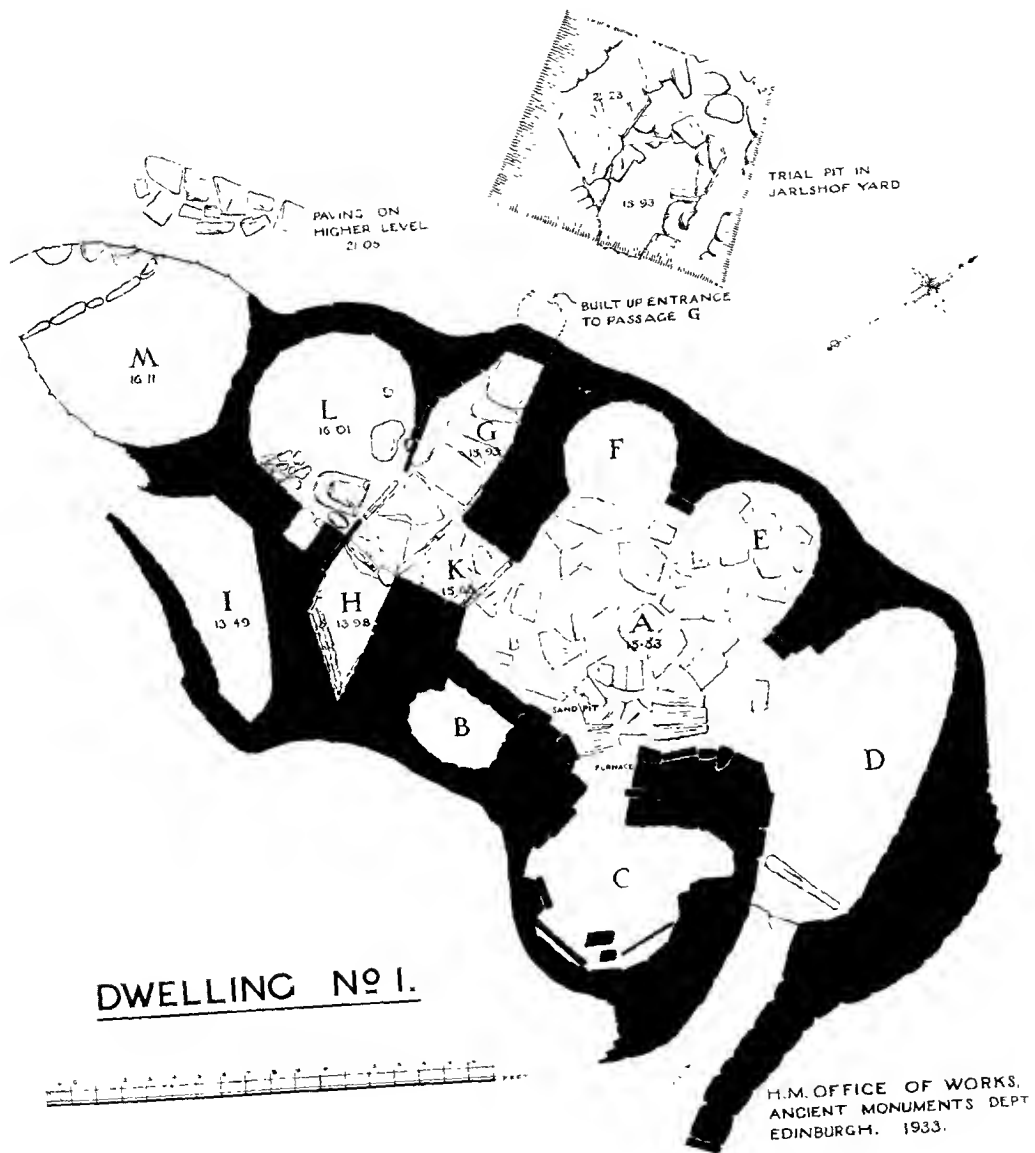 21.23
13.93
TRIAL PIT IN
JARLSHOF YARD
PAVING ON
HIGHER LEVEL
21.05
BUILT UP ENTRANCE
TO PASSAGE G
M
16.11
L
16.01
G
13.93
F
E
K
I
13.49
H
13.98
A
13.53
B
SAND PIT
FURNACE
D
C
DWELLING Nº 1.
FEET
H.M. OFFICE OF WORKS,
ANCIENT MONUMENTS DEPT
EDINBURGH. 1933.